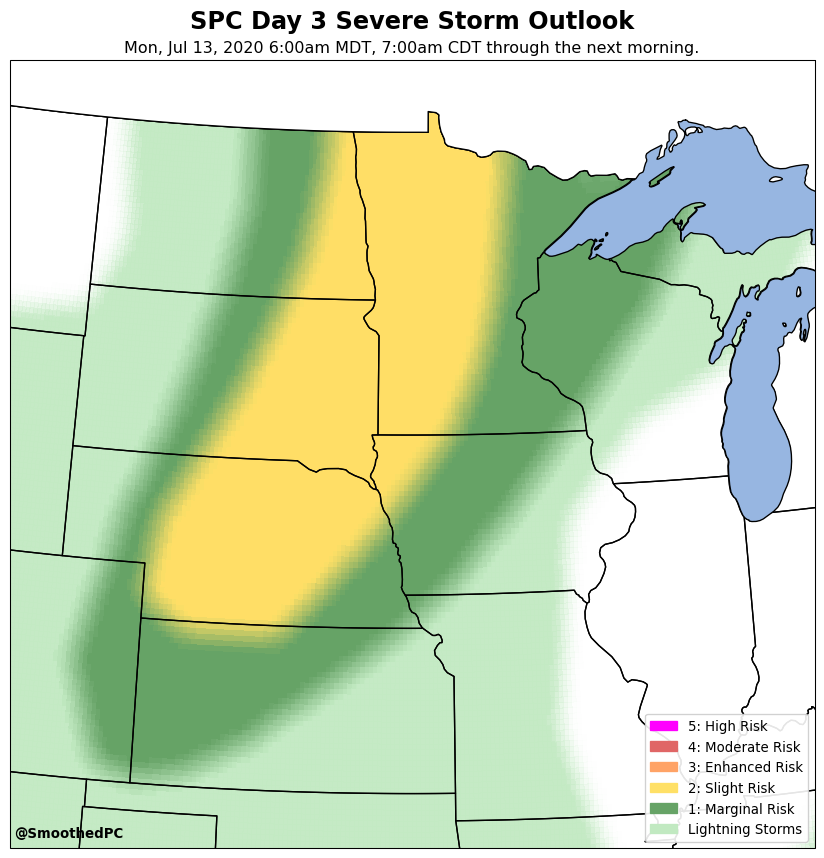 SPC Day 3 Severe Storm Outlook
Mon, Jul 13, 2020 6:00am MDT, 7:00am CDT through the next morning.
5: High Risk
4: Moderate Risk
3: Enhanced Risk
2: Slight Risk
1: Marginal Risk
Lightning Storms
@SmoothedPC